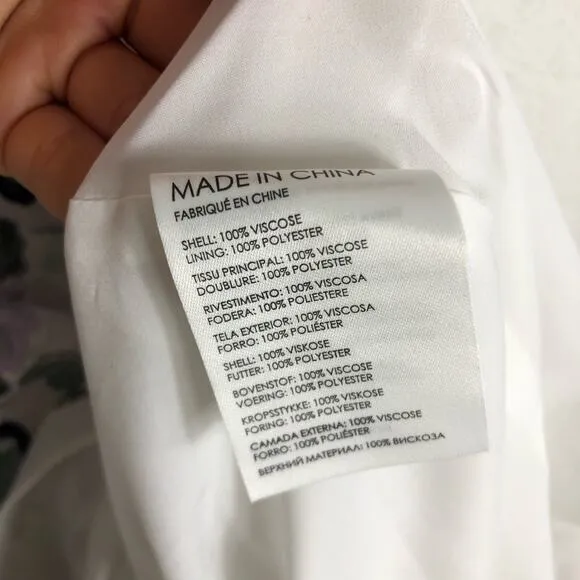 MADE IN CHINA
FABRIQUÉ EN CHINE
SHELL: 100% VISCOSE
LINING: 100% POLYESTER
TISSU PRINCIPAL: 100% VISCOSE
DOUBLURE: 100% POLYESTER
RIVESTIMENTO: 100% VISCOSA
FODERA: 100% POLIESTERE
TELA EXTERIOR: 100% VISCOSA
FORRO: 100% POLIÉSTER
SHELL: 100% VISKOSE
FUTTER: 100% POLYESTER
BOVENSTOF: 100% VISCOSE
VOERING: 100% POLYESTER
KROPSSTYKKE: 100% VISKOSE
FORING: 100% POLYESTER
CAMADA EXTERNA: 100% VISCOSE
FORRO: 100% POLIÉSTER
ВЕРХНИЙ МАТЕРИАЛ: 100% ВИСКОЗА